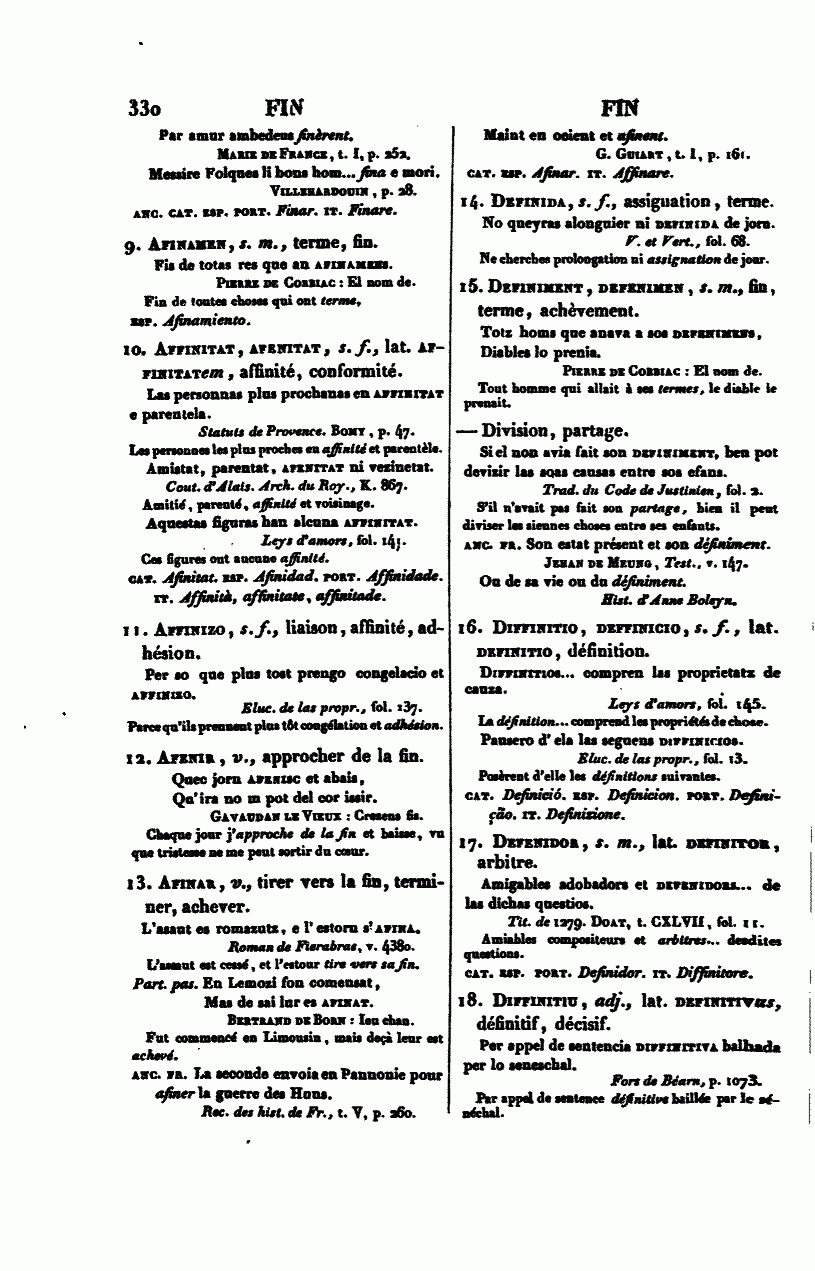 330 FIN
Par amur ambedeus finèrent.
MARIE DE FRANCE, t. I, p. 252.
Messire Folques li bons hom... fina e mori.
VILLEHARDOUIN, p. 28.
ANC. CAT. ESP. PORT. Finar. IT. Finare.
9. AFINAMEN, s. m., terme, fin.
Fis de totas res que an AFINAMENS.
PIERRE DE CORBIAC : El nom de.
Fin de toutes choses qui ont terme.
ESP. Afinamiento.
10. AFFINITAT, AFENITAT, s. f., lat. AF-
FINITATem, affinité, conformité.
Las personnas plus prochanas en AFFINITAT
e parentela.
Statuts de Provence. BOMY, p. 47.
Les personnes les plus proches en affinité et parentèle.
Amistat, parentat, AFENITAT ni vezinetat.
Cout. d'Alais. Arch. du Roy., K. 867.
Amitié, parenté, affinité et voisinage.
Aquestas figuras han alcuna AFFINITAT.
Leys d'amors, fol. 141.
Ces figures ont aucune affinité.
CAT. Afinitat. ESP. Afinidad. PORT. Affinidade.
IT. Affinità, affinitate, affinitade.
11. AFFINIZO, s. f., liaison, affinité, ad-
hésion.
Per so que plus tost prengo congelacio et
AFFINIZO.
Eluc. de las propr., fol. 137.
Parce qu'ils prennent plus tôt congélation et adhésion.
12. AFENIR, v., approcher de la fin.
Quec jorn AFENISC et abais,
Qu'ira no m pot del cor issir.
GAVAUDAN LE VIEUX : Cresens fis.
Chaque jour j'approche de la fin et baisse, vu
que tristesse ne me peut sortir du cœur.
13. AFINAR, v., tirer vers la fin, termi-
ner, achever.
L'asaut es romazutz, e l'estorn s'AFINA.
Roman de Fierabras, v. 4380.
L'assaut est cessé, et l'estour tire vers sa fin.
Part. pas. En Lemozi fon comensat,
Mas de sai lur es AFINAT.
BERTRAND DE BORN : Ieu chan.
Fut commencé en Limousin, mais deçà leur est
achevé.
ANC. FR. La seconde envoia en Pannonie pour
afiner la guerre des Huns.
Rec. des hist. de Fr., t. V, p. 260.
FIN
Maint en ocient et afinent.
G. GUIART, t. I, p. 161.
CAT. ESP. Afinar. IT. Affinare.
14. DEFINIDA, s. f., assignation, terme.
No queyras alonguier ni DEFINIDA de jorn.
V. et Vert., fol. 68.
Ne cherches prolongation ni assignation de jour.
15. DEFINIMENT, DEFENIMEN, s. m., fin,
terme, achèvement.
Totz homs que anava a sos DEFENIMENS,
Diables lo prenia.
PIERRE DE CORBIAC : El nom de.
Tout homme qui allait à ses termes, le diable le
prenait.
— Division, partage.
Si el non avia fait son DEFINIMENT, ben pot
devizir las soas causas entre sos efans.
Trad. du Code de Justinien, fol. 2.
S'il n'avait pas fait son partage, bien il peut
diviser les siennes choses entre ses enfants.
ANC. FR. Son estat présent et son définiment.
JEHAN DE MEUNG, Test., v. 147.
Ou de sa vie ou du définiment.
Hist. d'Anne Boleyn.
16. DIFFINITIO, DEFFINICIO, s. f., lat.
DEFINITIO, définition.
DIFFINITIOS... compren las proprietatz de
cauza.
Leys d'amors, fol. 145.
La définition... comprend les propriétés de chose.
Pausero d'ela las seguens DIFFINICIOS.
Eluc. de las propr., fol. 13.
Posèrent d'elle les définitions suivantes.
CAT. Definició. ESP. Definicion. PORT. Defini-
ção. IT. Definizione.
17. DEFENIDOR, s. m., lat. DEFINITOR,
arbitre.
Amigables adobadors et DEFENIDORS... de
las dichas questios.
Tit. de 1279. DOAT, t. CXLVII, fol. 11.
Amiables compositeurs et arbitres... desdites
questions.
CAT. ESP. PORT. Definidor. IT. Diffinitore.
18. DIFFINITIU, adj., lat. DEFINITIVUS,
définitif, décisif.
Per appel de sentencia DIFFINITIVA balhada
per lo seneschal.
Fors de Béarn, p. 1073.
Par appel de sentence définitive baillée par le sé-
néchal.